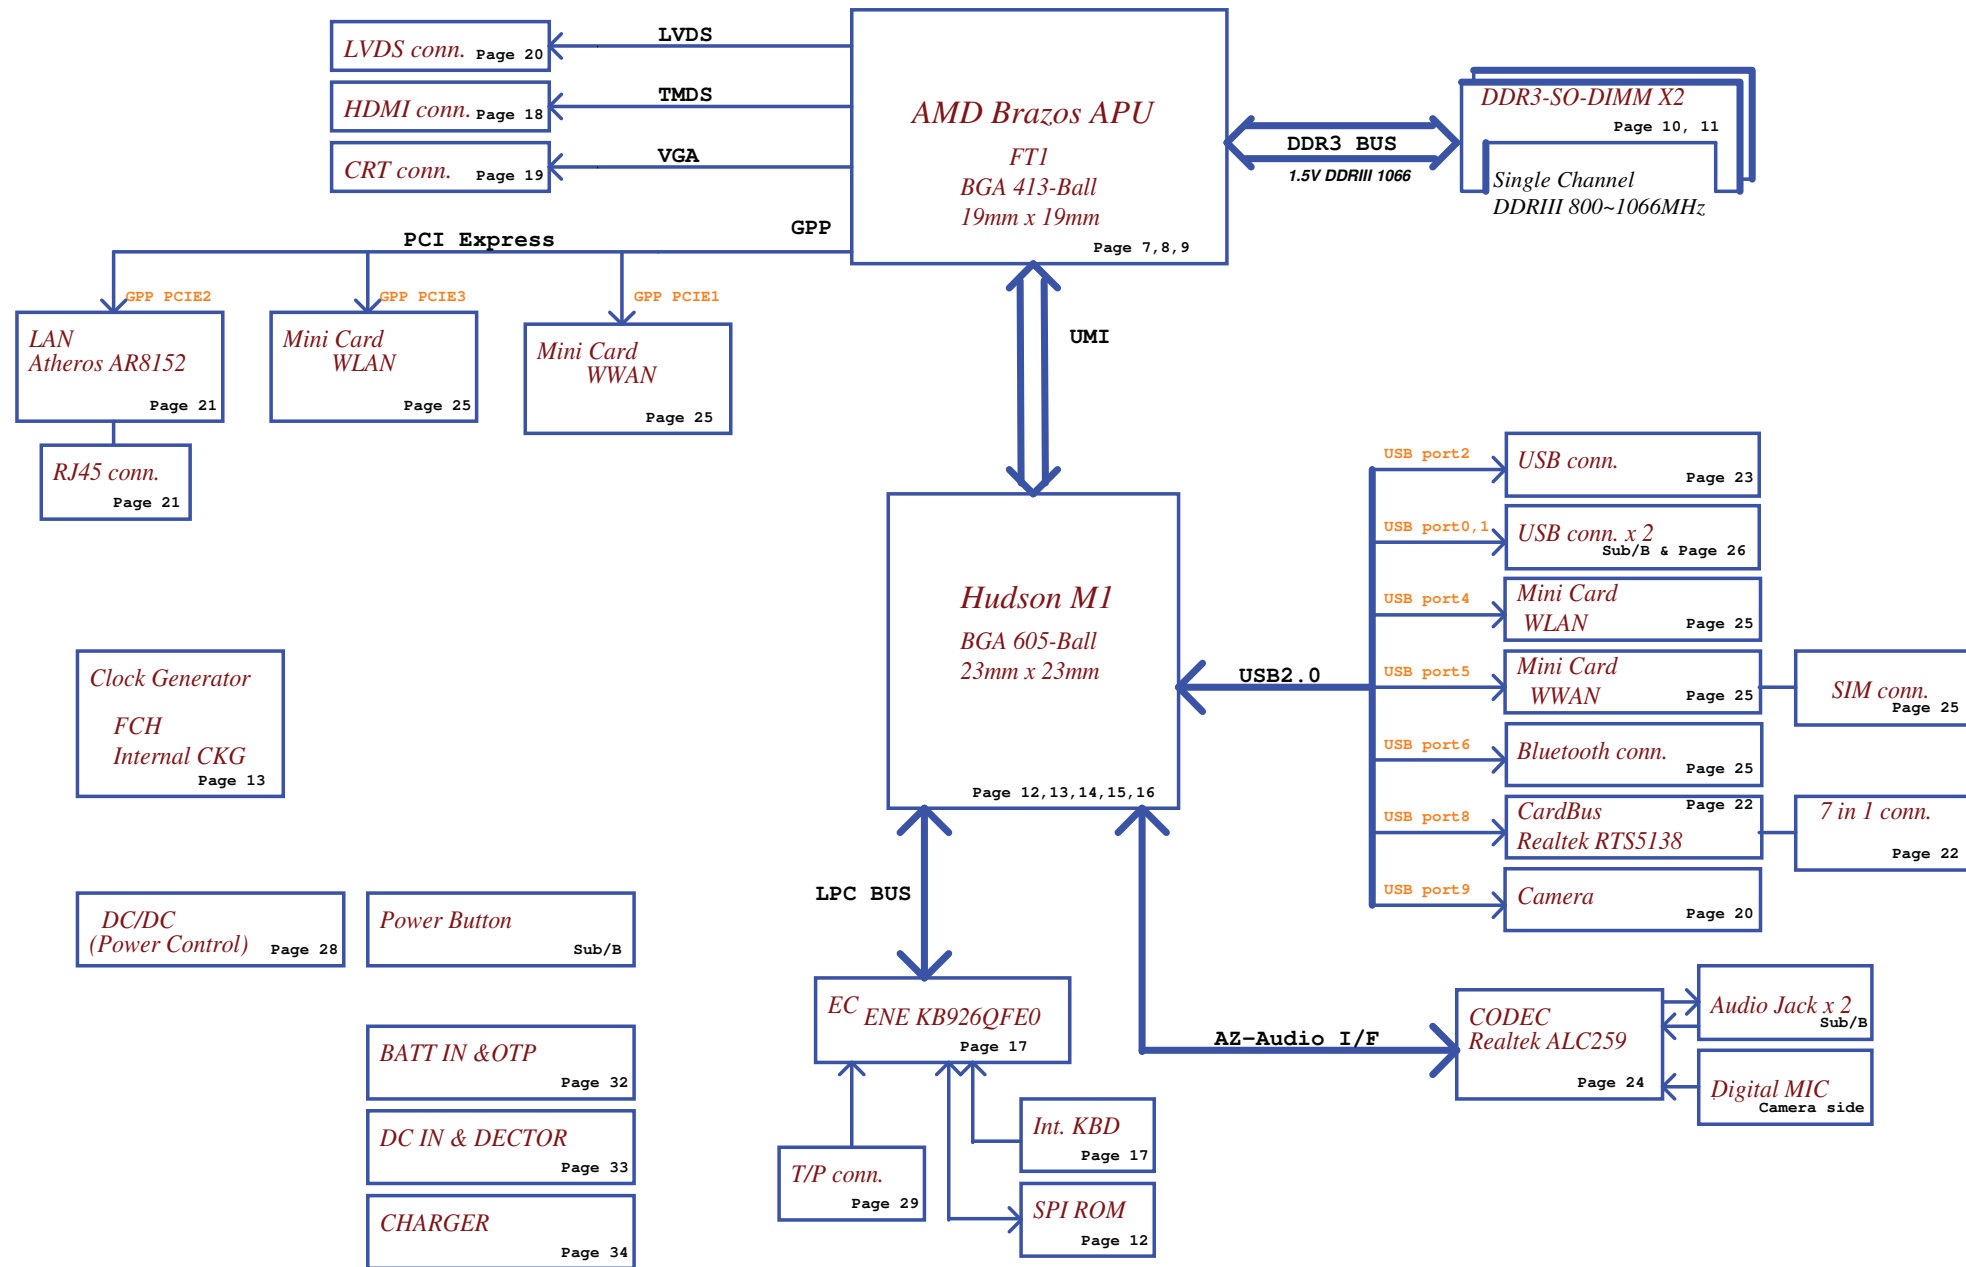 LVDS conn. Page 20
LVDS
HDMI conn. Page 18
TMDS
CRT conn. Page 19
VGA
AMD Brazos APU
FT1
BGA 413-Ball
19mm x 19mm
Page 7,8,9
DDR3 BUS
1.5V DDRIII 1066
DDR3-SO-DIMM X2
Page 10, 11
Single Channel
DDRIII 800~1066MHz
GPP
PCI Express
GPP PCIE2
GPP PCIE3
GPP PCIE1
LAN
Atheros AR8152
Page 21
Mini Card
WLAN
Page 25
Mini Card
WWAN
Page 25
RJ45 conn.
Page 21
UMI
Hudson M1
BGA 605-Ball
23mm x 23mm
Page 12,13,14,15,16
USB2.0
USB port2
USB conn.
Page 23
USB port0,1
USB conn. x 2
Sub/B & Page 26
USB port4
Mini Card
WLAN
Page 25
USB port5
Mini Card
WWAN
Page 25
SIM conn.
Page 25
USB port6
Bluetooth conn.
Page 25
USB port8
CardBus
Page 22
Realtek RTS5138
7 in 1 conn.
Page 22
USB port9
Camera
Page 20
Clock Generator
FCH
Internal CKG
Page 13
DC/DC
(Power Control) Page 28
Power Button
Sub/B
BATT IN &OTP
Page 32
DC IN & DECTOR
Page 33
CHARGER
Page 34
LPC BUS
EC
ENE KB926QFE0
Page 17
T/P conn.
Page 29
Int. KBD
Page 17
SPI ROM
Page 12
AZ-Audio I/F
CODEC
Realtek ALC259
Page 24
Audio Jack x 2
Sub/B
Digital MIC
Camera side